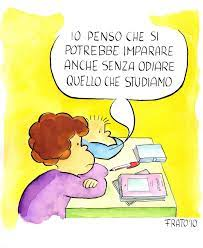 IO PENSO CHE SI
POTREBBE IMPARARE
ANCHE SENZA ODIARE
QUELLO CHE STUDIAMO
FRATO'10